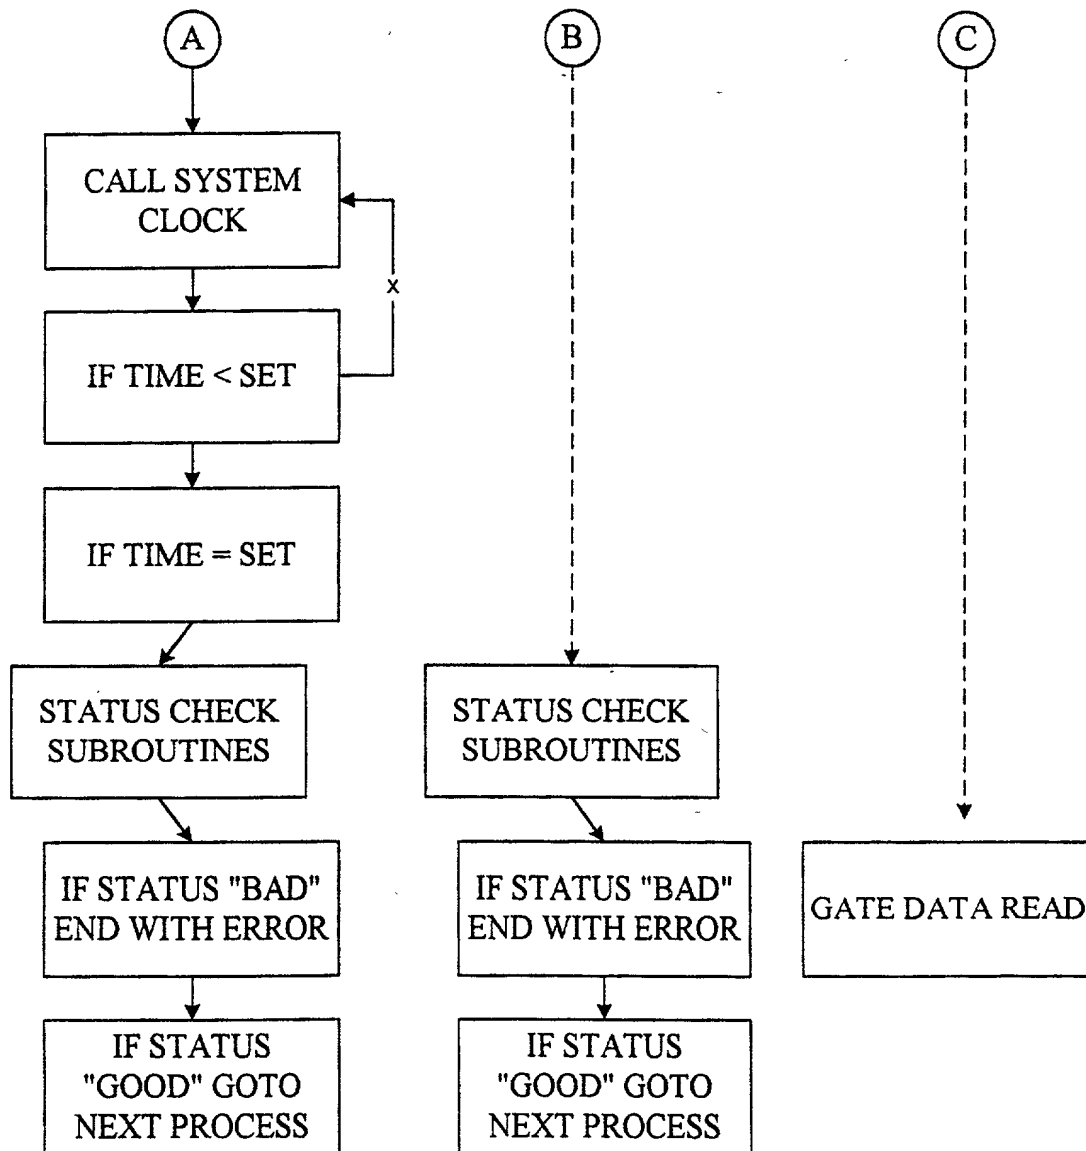 A
B
C
CALL SYSTEM
CLOCK
x
IF TIME < SET
IF TIME = SET
STATUS CHECK
SUBROUTINES
STATUS CHECK
SUBROUTINES
IF STATUS "BAD"
END WITH ERROR
IF STATUS "BAD"
END WITH ERROR
GATE DATA READ
IF STATUS
"GOOD" GOTO
NEXT PROCESS
IF STATUS
"GOOD" GOTO
NEXT PROCESS